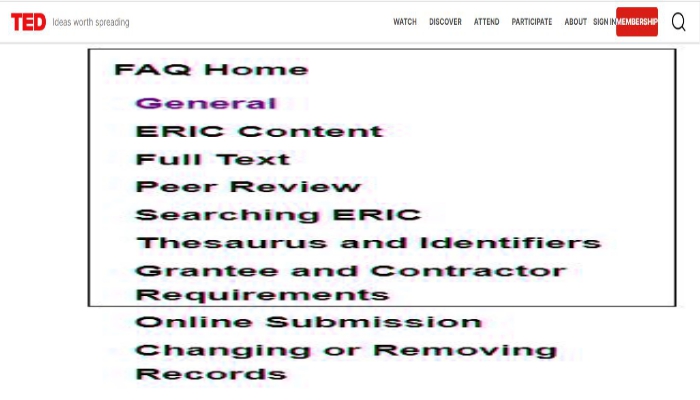 TED Ideas worth spreading WATCH DISCOVER ATTEND PARTICIPATE ABOUT SIGN IN MEMBERSHIP
FAQ Home
General
ERIC Content
Full Text
Peer Review
Searching ERIC
Thesaurus and Identifiers
Grantee and Contractor
Requirements
Online Submission
Changing or Removing
Records